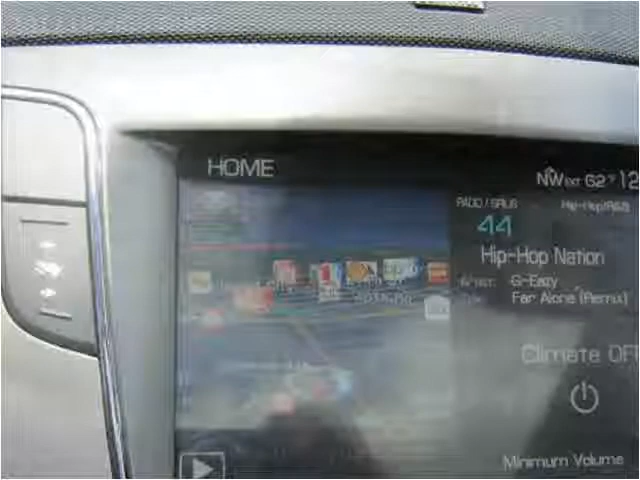 HOME
NW EXT 62° 12
RADIO / SIRIUS Hip-Hop/R&B
44
Hip-Hop Nation
Artist: G-Eazy
Title: Far Alone (Remix)
Climate OFF
Minimum Volume